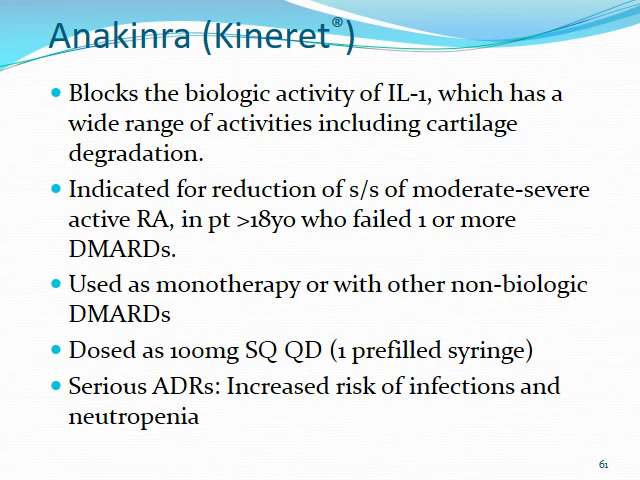 Anakinra (Kineret®)
• Blocks the biologic activity of IL-1, which has a
wide range of activities including cartilage
degradation.
• Indicated for reduction of s/s of moderate-severe
active RA, in pt >18yo who failed 1 or more
DMARDs.
• Used as monotherapy or with other non-biologic
DMARDs
• Dosed as 100mg SQ QD (1 prefilled syringe)
• Serious ADRs: Increased risk of infections and
neutropenia
61